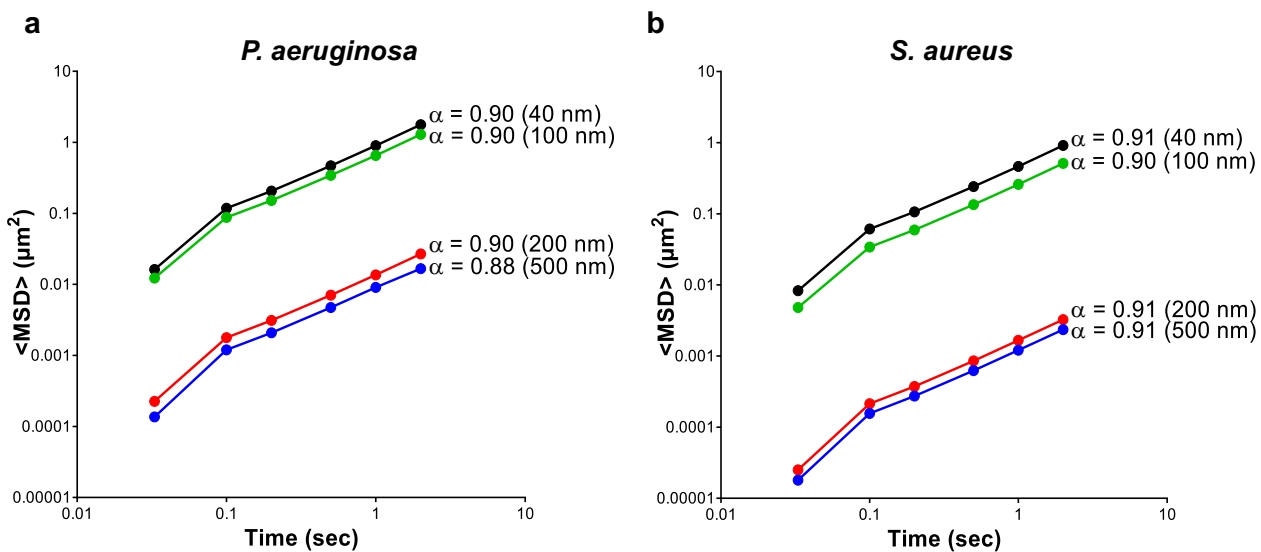 a
P. aeruginosa
10
1
0.1
0.01
0.001
0.0001
0.00001
<MSD> (µm²)
α = 0.90 (40 nm)
α = 0.90 (100 nm)
α = 0.90 (200 nm)
α = 0.88 (500 nm)
0.01
0.1
1
10
Time (sec)
b
S. aureus
10
1
0.1
0.01
0.001
0.0001
0.00001
<MSD> (µm²)
α = 0.91 (40 nm)
α = 0.90 (100 nm)
α = 0.91 (200 nm)
α = 0.91 (500 nm)
0.01
0.1
1
10
Time (sec)